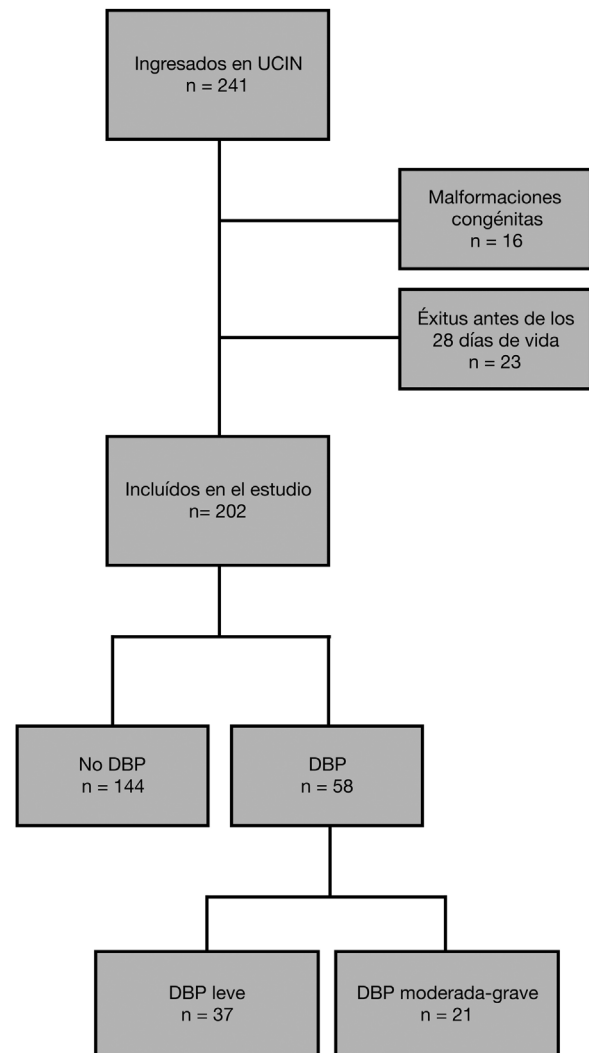 Ingresados en UCIN
n = 241
Malformaciones
congénitas
n = 16
Éxitus antes de los
28 días de vida
n = 23
Incluídos en el estudio
n= 202
No DBP
n = 144
DBP
n = 58
DBP leve
n = 37
DBP moderada-grave
n = 21